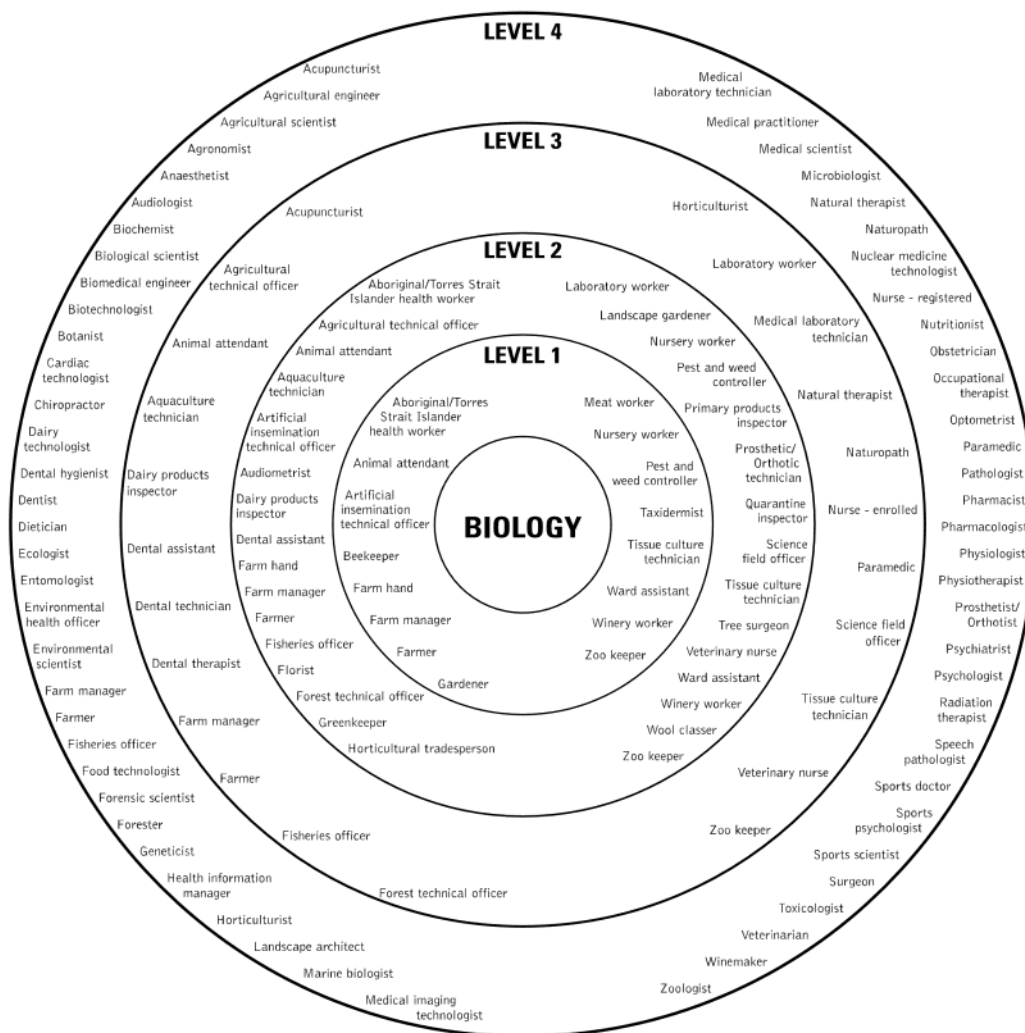 LEVEL 4
Acupuncturist
Agricultural engineer
Agricultural scientist
Agronomist
Anaesthetist
Audiologist
Biochemist
Biological scientist
Biomedical engineer
Biotechnologist
Botanist
Cardiac
technologist
Chiropractor
Dairy
technologist
Dental hygienist
Dentist
Dietician
Ecologist
Entomologist
Environmental
health officer
Environmental
scientist
Farm manager
Farmer
Fisheries officer
Food technologist
Forensic scientist
Forester
Geneticist
Health information
manager
Horticulturist
Landscape architect
Marine biologist
Medical imaging
technologist
Medical
laboratory technician
Medical practitioner
Medical scientist
Microbiologist
Natural therapist
Naturopath
Nuclear medicine
technologist
Nurse - registered
Nutritionist
Obstetrician
Occupational
therapist
Optometrist
Paramedic
Pathologist
Pharmacist
Pharmacologist
Physiologist
Physiotherapist
Prosthetist/
Orthotist
Psychiatrist
Psychologist
Radiation
therapist
Speech
pathologist
Sports doctor
Sports
psychologist
Sports scientist
Surgeon
Toxicologist
Veterinarian
Winemaker
Zoologist
LEVEL 3
Acupuncturist
Agricultural
technical officer
Animal attendant
Aquaculture
technician
Dairy products
inspector
Dental assistant
Dental technician
Dental therapist
Farm manager
Farmer
Fisheries officer
Forest technical officer
Horticulturist
Laboratory worker
Medical laboratory
technician
Natural therapist
Naturopath
Nurse - enrolled
Paramedic
Science field
officer
Tissue culture
technician
Veterinary nurse
Zoo keeper
LEVEL 2
Aboriginal/Torres Strait
Islander health worker
Agricultural technical officer
Animal attendant
Aquaculture
technician
Artificial
insemination
technical officer
Audiometrist
Dairy products
inspector
Dental assistant
Farm hand
Farm manager
Farmer
Fisheries officer
Florist
Forest technical officer
Greenkeeper
Horticultural tradesperson
Laboratory worker
Landscape gardener
Nursery worker
Pest and weed
controller
Primary products
inspector
Prosthetic/
Orthotic
technician
Quarantine
inspector
Science
field officer
Tissue culture
technician
Tree surgeon
Veterinary nurse
Ward assistant
Winery worker
Wool classer
Zoo keeper
LEVEL 1
Aboriginal/Torres
Strait Islander
health worker
Animal attendant
Artificial
insemination
technical officer
Beekeeper
Farm hand
Farm manager
Farmer
Gardener
Meat worker
Nursery worker
Pest and
weed controller
Taxidermist
Tissue culture
technician
Ward assistant
Winery worker
Zoo keeper
BIOLOGY